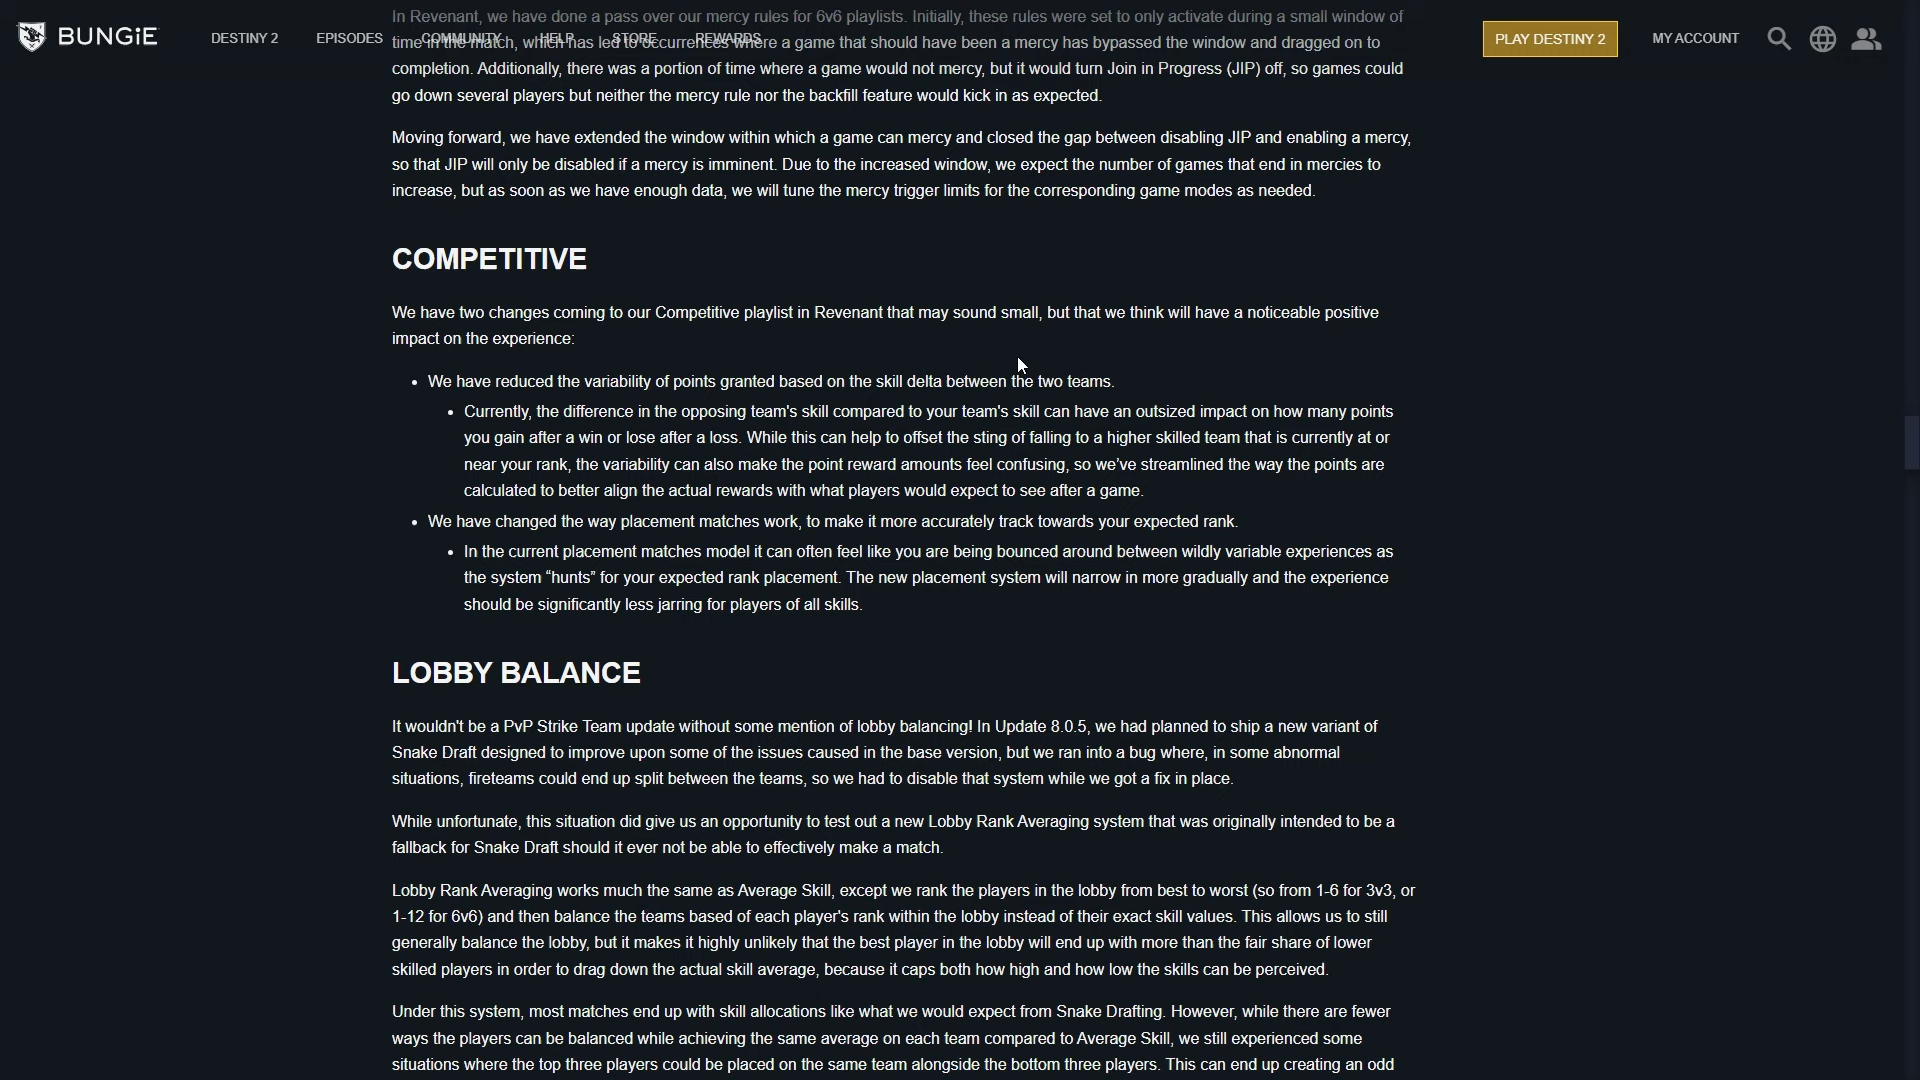 BUNGiE
DESTINY 2
EPISODES
COMMUNITY
HELP
STORE
REWARDS
PLAY DESTINY 2
MY ACCOUNT
In Revenant, we have done a pass over our mercy rules for 6v6 playlists. Initially, these rules were set to only activate during a small window of
time in the match, which has led to occurrences where a game that should have been a mercy has bypassed the window and dragged on to
completion. Additionally, there was a portion of time where a game would not mercy, but it would turn Join in Progress (JIP) off, so games could
go down several players but neither the mercy rule nor the backfill feature would kick in as expected.
Moving forward, we have extended the window within which a game can mercy and closed the gap between disabling JIP and enabling a mercy,
so that JIP will only be disabled if a mercy is imminent. Due to the increased window, we expect the number of games that end in mercies to
increase, but as soon as we have enough data, we will tune the mercy trigger limits for the corresponding game modes as needed.
COMPETITIVE
We have two changes coming to our Competitive playlist in Revenant that may sound small, but that we think will have a noticeable positive
impact on the experience:
• We have reduced the variability of points granted based on the skill delta between the two teams.
• Currently, the difference in the opposing team's skill compared to your team's skill can have an outsized impact on how many points
you gain after a win or lose after a loss. While this can help to offset the sting of falling to a higher skilled team that is currently at or
near your rank, the variability can also make the point reward amounts feel confusing, so we’ve streamlined the way the points are
calculated to better align the actual rewards with what players would expect to see after a game.
• We have changed the way placement matches work, to make it more accurately track towards your expected rank.
• In the current placement matches model it can often feel like you are being bounced around between wildly variable experiences as
the system “hunts” for your expected rank placement. The new placement system will narrow in more gradually and the experience
should be significantly less jarring for players of all skills.
LOBBY BALANCE
It wouldn't be a PvP Strike Team update without some mention of lobby balancing! In Update 8.0.5, we had planned to ship a new variant of
Snake Draft designed to improve upon some of the issues caused in the base version, but we ran into a bug where, in some abnormal
situations, fireteams could end up split between the teams, so we had to disable that system while we got a fix in place.
While unfortunate, this situation did give us an opportunity to test out a new Lobby Rank Averaging system that was originally intended to be a
fallback for Snake Draft should it ever not be able to effectively make a match.
Lobby Rank Averaging works much the same as Average Skill, except we rank the players in the lobby from best to worst (so from 1-6 for 3v3, or
1-12 for 6v6) and then balance the teams based of each player's rank within the lobby instead of their exact skill values. This allows us to still
generally balance the lobby, but it makes it highly unlikely that the best player in the lobby will end up with more than the fair share of lower
skilled players in order to drag down the actual skill average, because it caps both how high and how low the skills can be perceived.
Under this system, most matches end up with skill allocations like what we would expect from Snake Drafting. However, while there are fewer
ways the players can be balanced while achieving the same average on each team compared to Average Skill, we still experienced some
situations where the top three players could be placed on the same team alongside the bottom three players. This can end up creating an odd